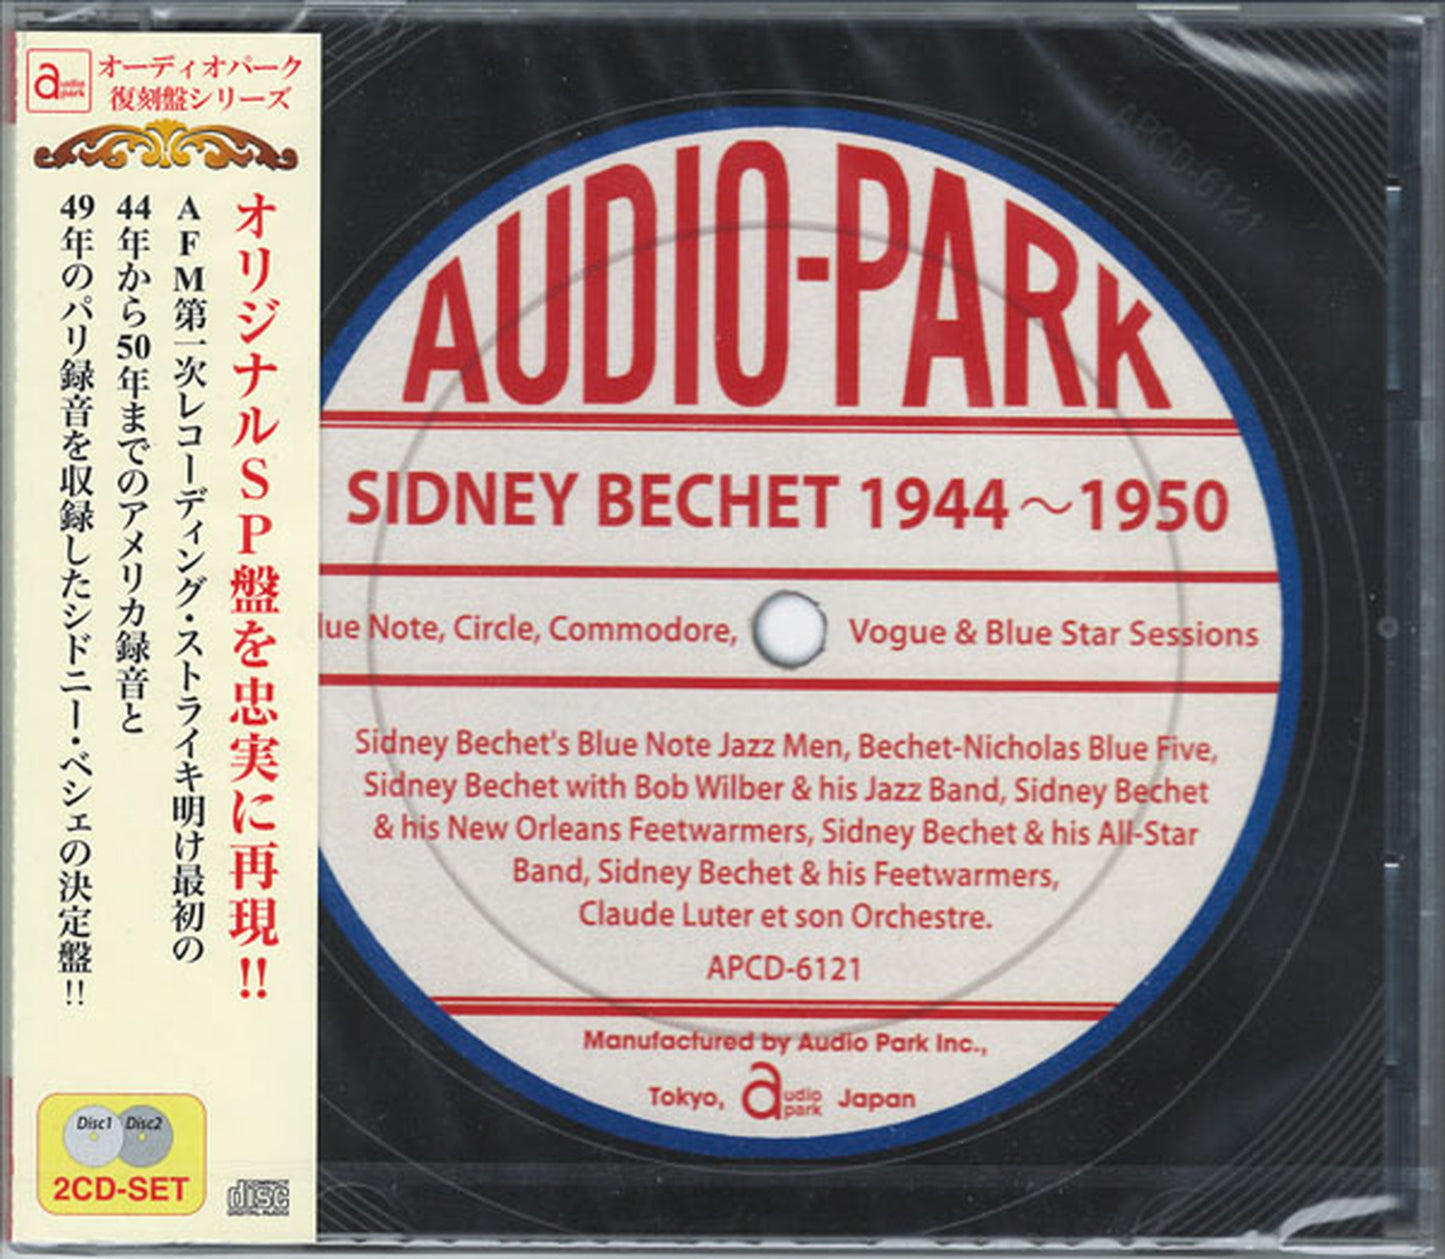 audio park
オーディオパーク
復刻盤シリーズ
オリジナルSP盤を忠実に再現!!
AFM第一次レコーディング・ストライキ明け最初の
44年から50年までのアメリカ録音と
49年のパリ録音を収録したシドニー・ベシェの決定盤!!
Disc1 Disc2
2CD-SET
disc
DIGITAL AUDIO
APCD-6121
AUDIO-PARK
SIDNEY BECHET 1944〜1950
lue Note, Circle, Commodore, Vogue & Blue Star Sessions
Sidney Bechet's Blue Note Jazz Men, Bechet-Nicholas Blue Five,
Sidney Bechet with Bob Wilber & his Jazz Band, Sidney Bechet
& his New Orleans Feetwarmers, Sidney Bechet & his All-Star
Band, Sidney Bechet & his Feetwarmers,
Claude Luter et son Orchestre.
APCD-6121
Manufactured by Audio Park Inc.,
Tokyo, audio park Japan